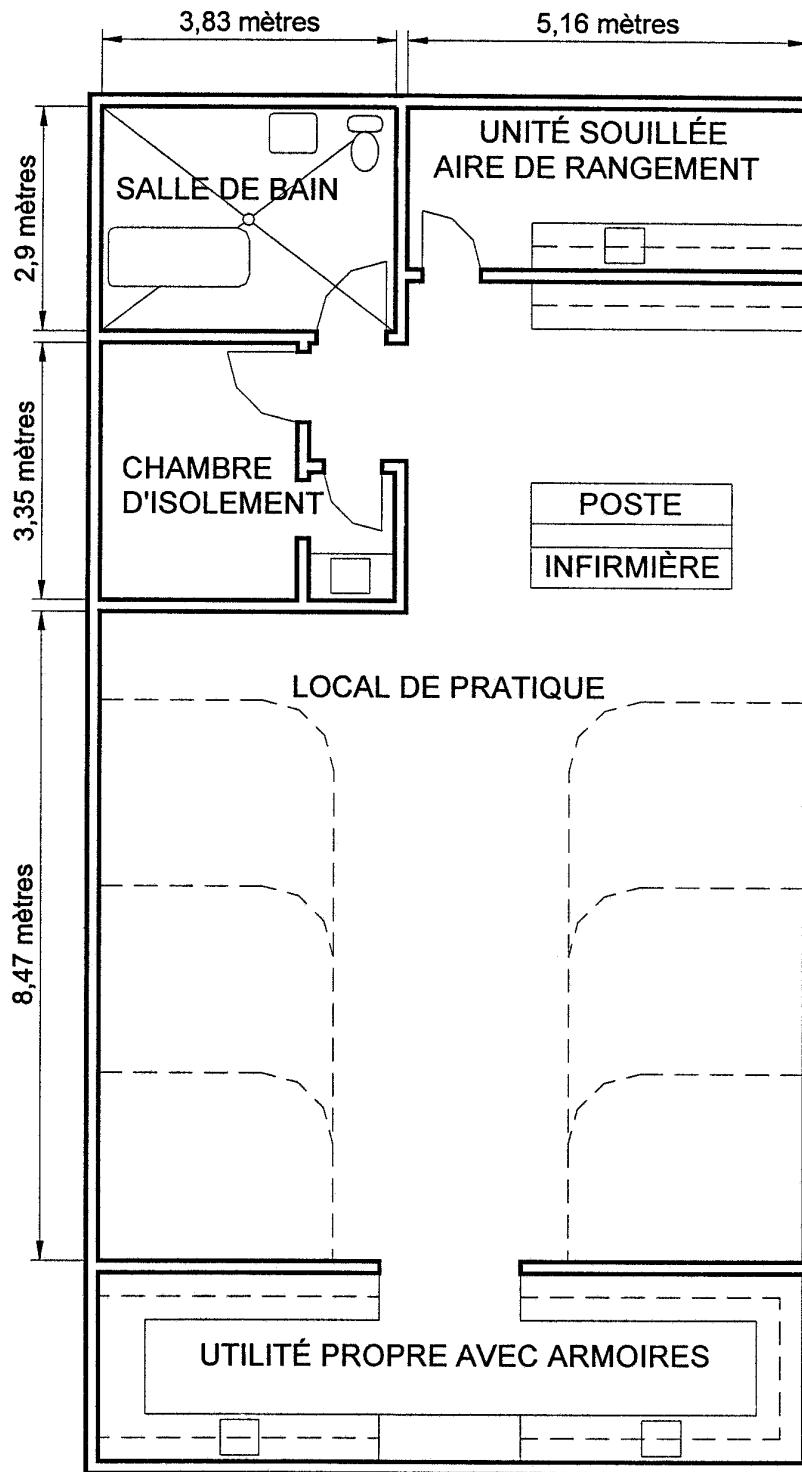 3,83 mètres
5,16 mètres
2,9 mètres
SALLE DE BAIN
UNITÉ SOUILLÉE
AIRE DE RANGEMENT
3,35 mètres
CHAMBRE
D'ISOLEMENT
POSTE
INFIRMIÈRE
LOCAL DE PRATIQUE
8,47 mètres
UTILITÉ PROPRE AVEC ARMOIRES